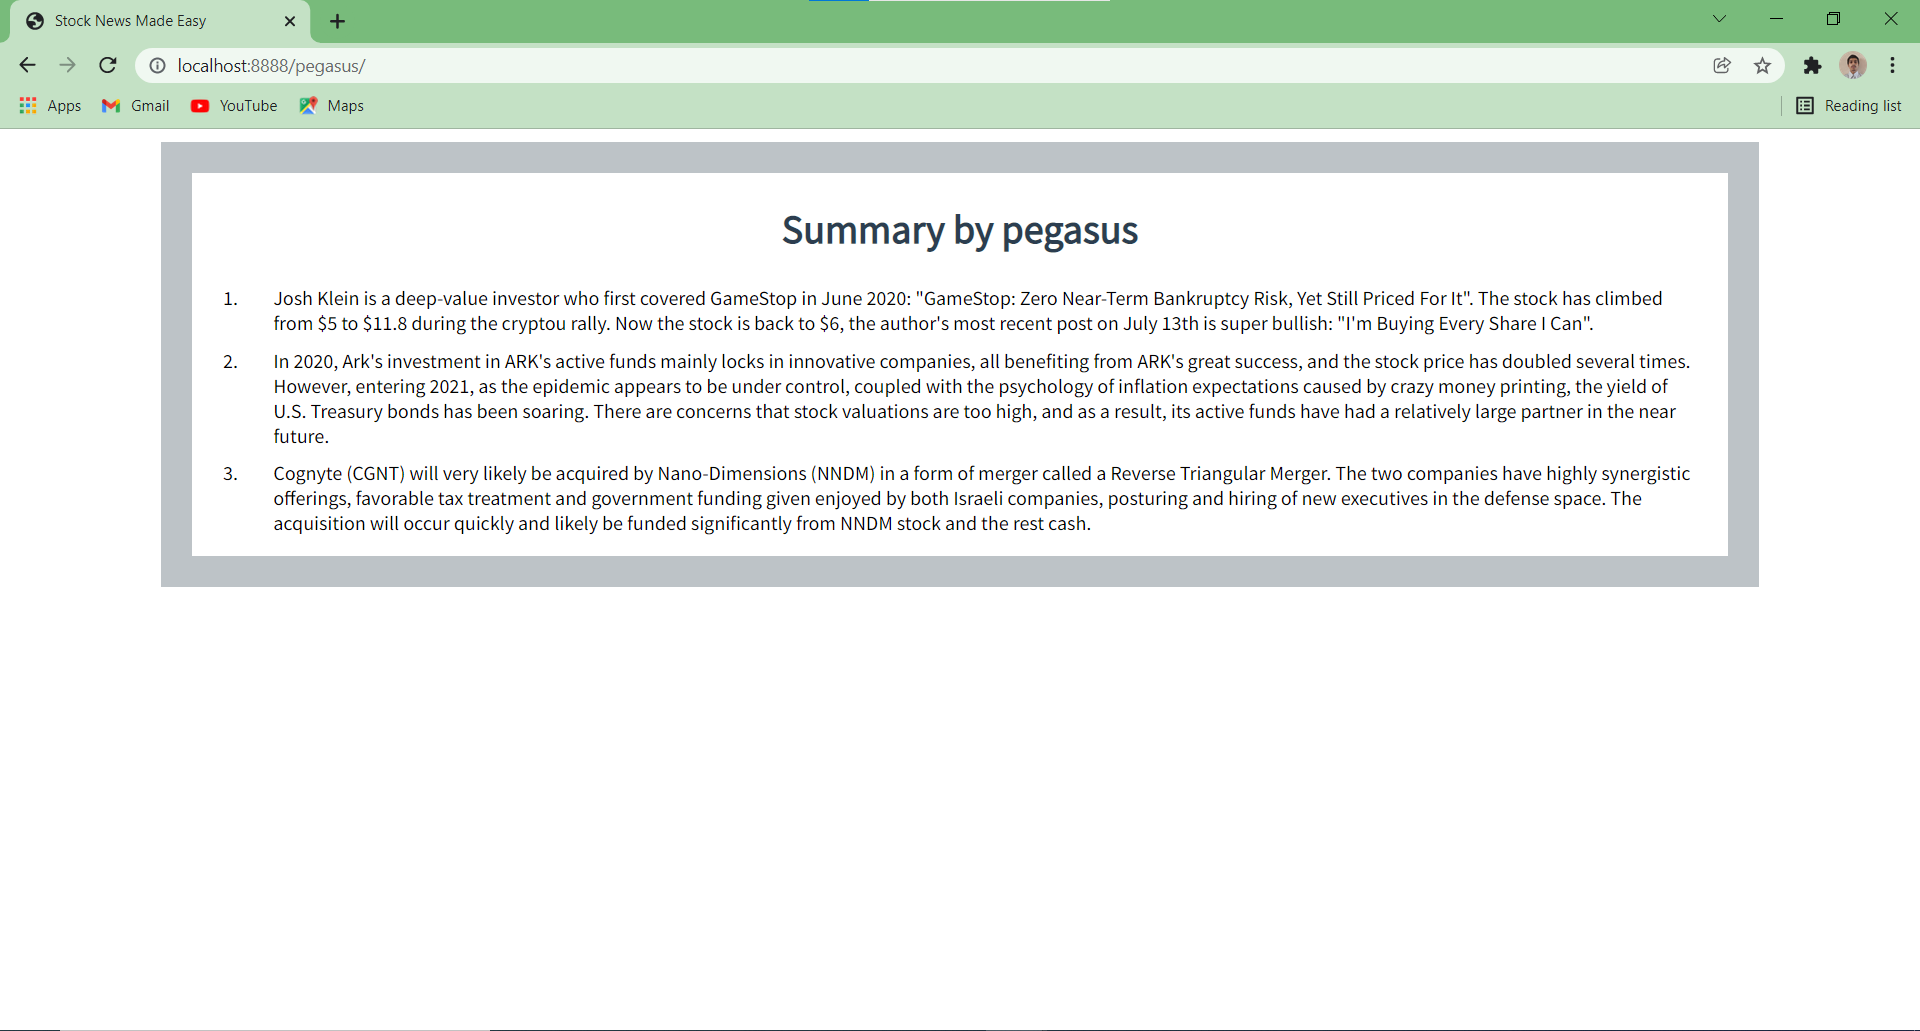 Stock News Made Easy
localhost:8888/pegasus/
Apps Gmail YouTube Maps Reading list
Summary by pegasus
1. Josh Klein is a deep-value investor who first covered GameStop in June 2020: "GameStop: Zero Near-Term Bankruptcy Risk, Yet Still Priced For It". The stock has climbed
from $5 to $11.8 during the cryptou rally. Now the stock is back to $6, the author's most recent post on July 13th is super bullish: "I'm Buying Every Share I Can".
2. In 2020, Ark's investment in ARK's active funds mainly locks in innovative companies, all benefiting from ARK's great success, and the stock price has doubled several times.
However, entering 2021, as the epidemic appears to be under control, coupled with the psychology of inflation expectations caused by crazy money printing, the yield of
U.S. Treasury bonds has been soaring. There are concerns that stock valuations are too high, and as a result, its active funds have had a relatively large partner in the near
future.
3. Cognyte (CGNT) will very likely be acquired by Nano-Dimensions (NNDM) in a form of merger called a Reverse Triangular Merger. The two companies have highly synergistic
offerings, favorable tax treatment and government funding given enjoyed by both Israeli companies, posturing and hiring of new executives in the defense space. The
acquisition will occur quickly and likely be funded significantly from NNDM stock and the rest cash.